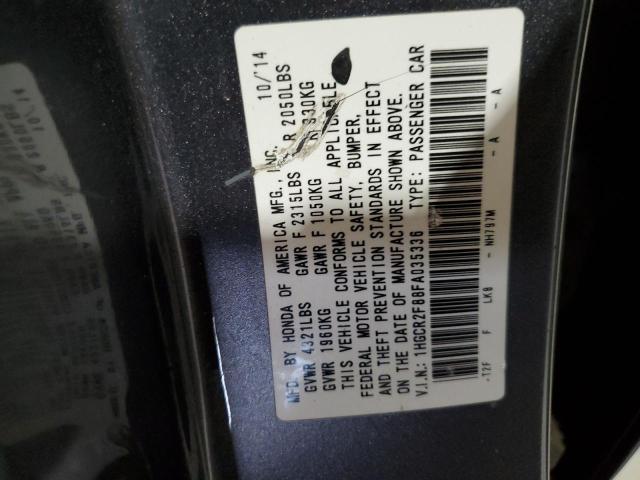 MFD. BY HONDA OF AMERICA MFG., INC. 10/'14
GVWR 4321LBS GAWR F 2315LBS R 2050LBS
GVWR 1960KG GAWR F 1050KG
THIS VEHICLE CONFORMS TO ALL
FEDERAL MOTOR VEHICLE SAFETY, BUMPER,
AND THEFT PREVENTION STANDARDS IN EFFECT
ON THE DATE OF MANUFACTURE SHOWN ABOVE.
V.I.N.: 1HGCR2F88FA035336 TYPE: PASSENGER CAR
-T2F F LK0 - NH797M - A - A